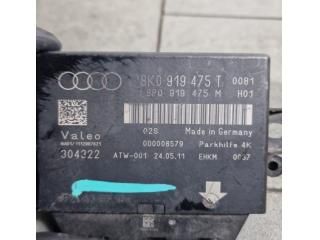 8K0 919 475 T 0081
8P0 919 475 M H01
Valeo
02S Made in Germany
000008579 Parkhilfe 4K
304322 ATW-001 24.05.11 EHKM 0037